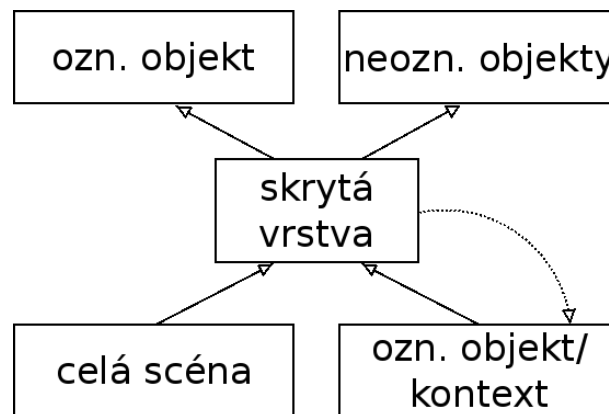 ozn. objekt
neozn. objekty
skrytá
vrstva
celá scéna
ozn. objekt/
kontext